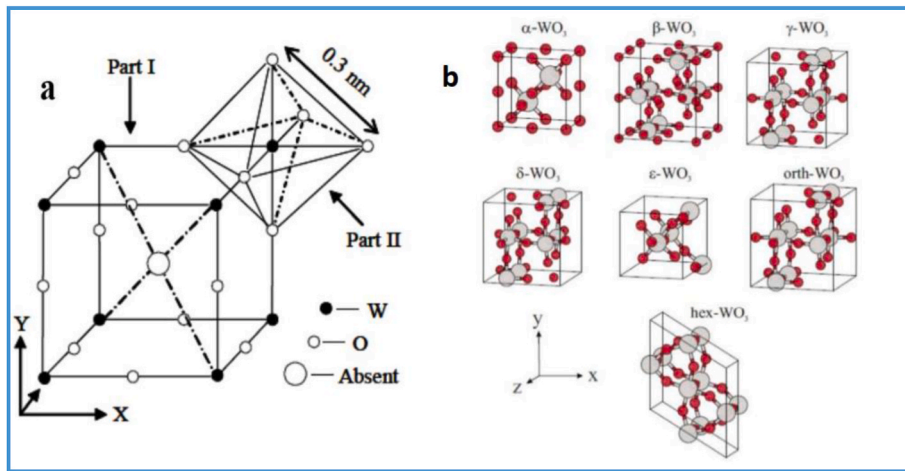 a
Part I
0.3 nm
Part II
W
O
Absent
Y
X
b
α-WO₃
β-WO₃
γ-WO₃
δ-WO₃
ε-WO₃
orth-WO₃
hex-WO₃
y
z
x